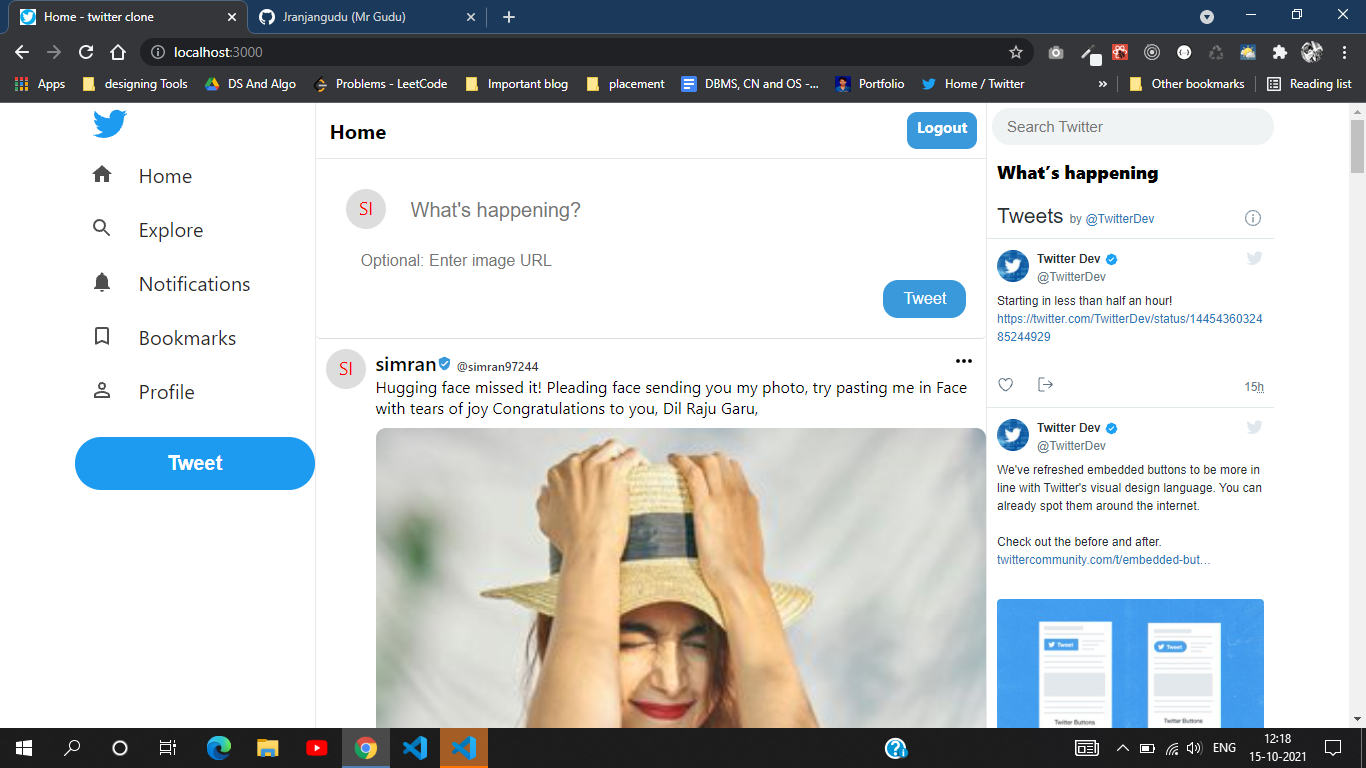 Home - twitter clone
Jranjangudu (Mr Gudu)
localhost:3000
Apps
designing Tools
DS And Algo
Problems - LeetCode
Important blog
placement
DBMS, CN and OS -...
Portfolio
Home / Twitter
»
Other bookmarks
Reading list
Home
Explore
Notifications
Bookmarks
Profile
Tweet
Home
Logout
SI
What's happening?
Optional: Enter image URL
Tweet
SI
simran @simran97244
Hugging face missed it! Pleading face sending you my photo, try pasting me in Face
with tears of joy Congratulations to you, Dil Raju Garu,
Search Twitter
What's happening
Tweets by @TwitterDev
Twitter Dev
@TwitterDev
Starting in less than half an hour!
https://twitter.com/TwitterDev/status/14454360324
85244929
15h
Twitter Dev
@TwitterDev
We've refreshed embedded buttons to be more in
line with Twitter's visual design language. You can
already spot them around the internet.
Check out the before and after.
twittercommunity.com/t/embedded-but…
Tweet
Tweet
Twitter Buttons
Twitter Buttons
ENG
12:18
15-10-2021